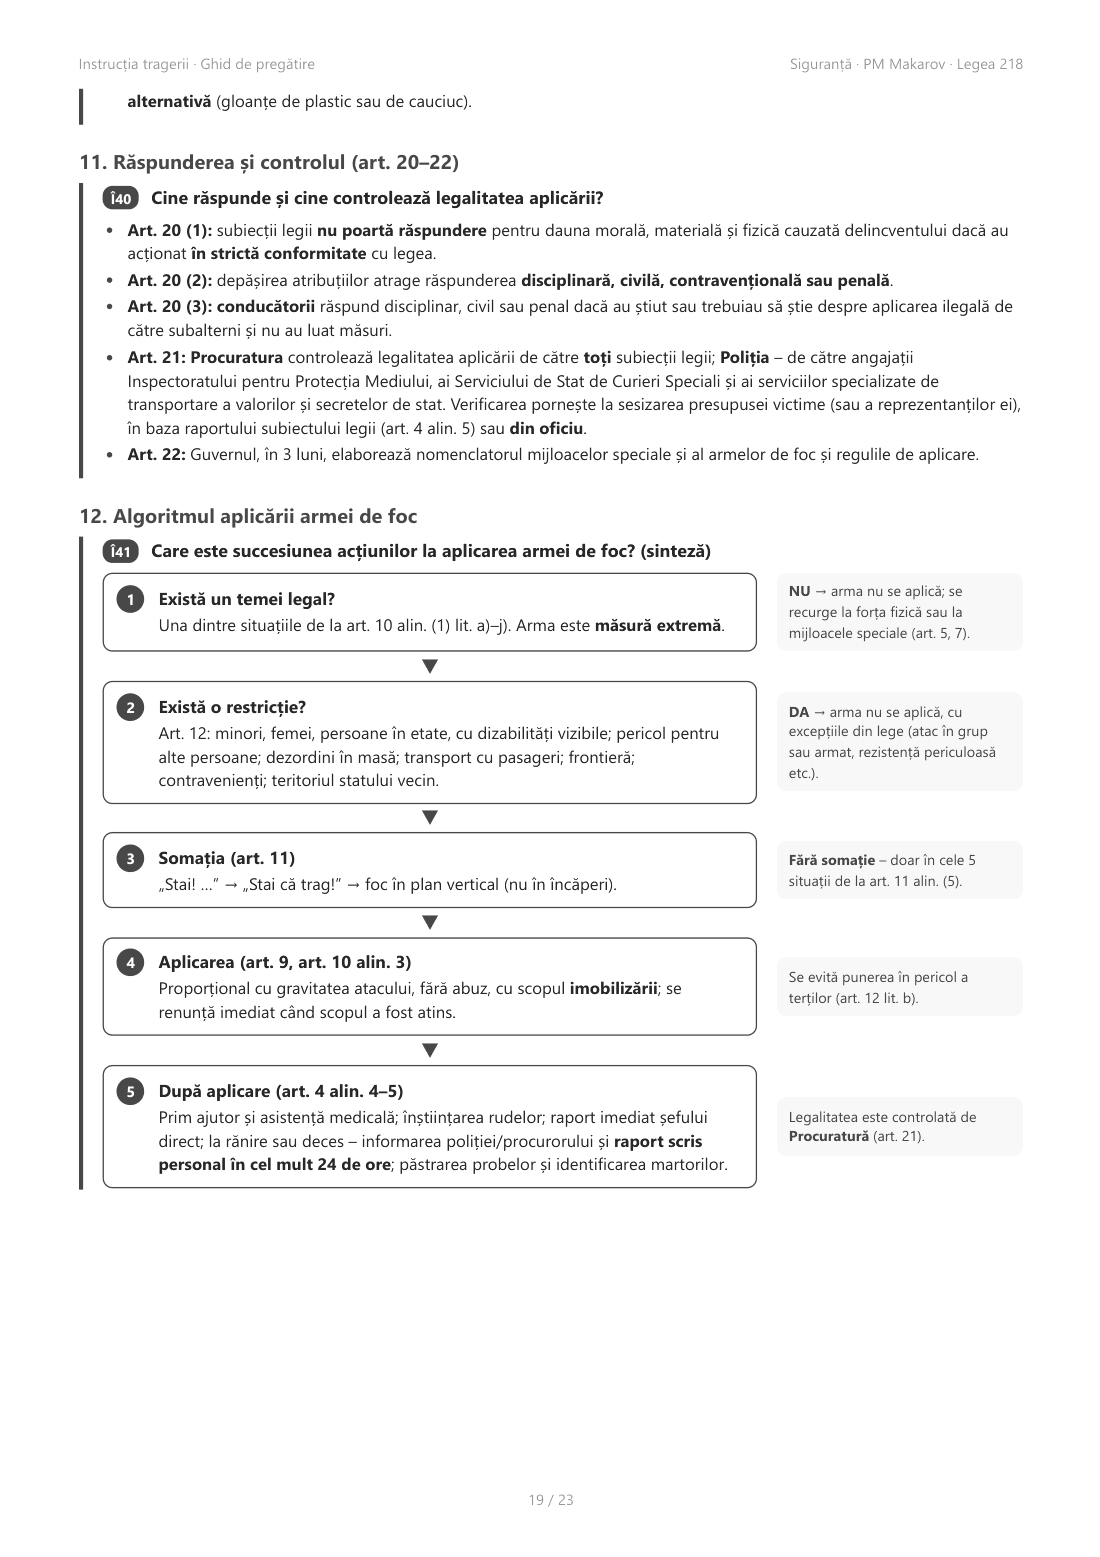 Instrucția tragerii · Ghid de pregătire
Siguranță · PM Makarov · Legea 218
alternativă (gloanțe de plastic sau de cauciuc).
11. Răspunderea și controlul (art. 20–22)
Î40 Cine răspunde și cine controlează legalitatea aplicării?
• Art. 20 (1): subiecții legii nu poartă răspundere pentru dauna morală, materială și fizică cauzată delincventului dacă au
acționat în strictă conformitate cu legea.
• Art. 20 (2): depășirea atribuțiilor atrage răspunderea disciplinară, civilă, contravențională sau penală.
• Art. 20 (3): conducătorii răspund disciplinar, civil sau penal dacă au știut sau trebuiau să știe despre aplicarea ilegală de
către subalterni și nu au luat măsuri.
• Art. 21: Procuratura controlează legalitatea aplicării de către toți subiecții legii; Poliția – de către angajații
Inspectoratului pentru Protecția Mediului, ai Serviciului de Stat de Curieri Speciali și ai serviciilor specializate de
transportare a valorilor și secretelor de stat. Verificarea pornește la sesizarea presupusei victime (sau a reprezentanților ei),
în baza raportului subiectului legii (art. 4 alin. 5) sau din oficiu.
• Art. 22: Guvernul, în 3 luni, elaborează nomenclatorul mijloacelor speciale și al armelor de foc și regulile de aplicare.
12. Algoritmul aplicării armei de foc
Î41 Care este succesiunea acțiunilor la aplicarea armei de foc? (sinteză)
1 Există un temei legal?
Una dintre situațiile de la art. 10 alin. (1) lit. a)–j). Arma este măsură extremă.
NU → arma nu se aplică; se
recurge la forța fizică sau la
mijloacele speciale (art. 5, 7).
2 Există o restricție?
Art. 12: minori, femei, persoane în etate, cu dizabilități vizibile; pericol pentru
alte persoane; dezordini în masă; transport cu pasageri; frontieră;
contravenienți; teritoriul statului vecin.
DA → arma nu se aplică, cu
excepțiile din lege (atac în grup
sau armat, rezistență periculoasă
etc.).
3 Somația (art. 11)
„Stai! …” → „Stai că trag!” → foc în plan vertical (nu în încăperi).
Fără somație – doar în cele 5
situații de la art. 11 alin. (5).
4 Aplicarea (art. 9, art. 10 alin. 3)
Proporțional cu gravitatea atacului, fără abuz, cu scopul imobilizării; se
renunță imediat când scopul a fost atins.
Se evită punerea în pericol a
terților (art. 12 lit. b).
5 După aplicare (art. 4 alin. 4–5)
Prim ajutor și asistență medicală; înștiințarea rudelor; raport imediat șefului
direct; la rănire sau deces – informarea poliției/procurorului și raport scris
personal în cel mult 24 de ore; păstrarea probelor și identificarea martorilor.
Legalitatea este controlată de
Procuratură (art. 21).
19 / 23